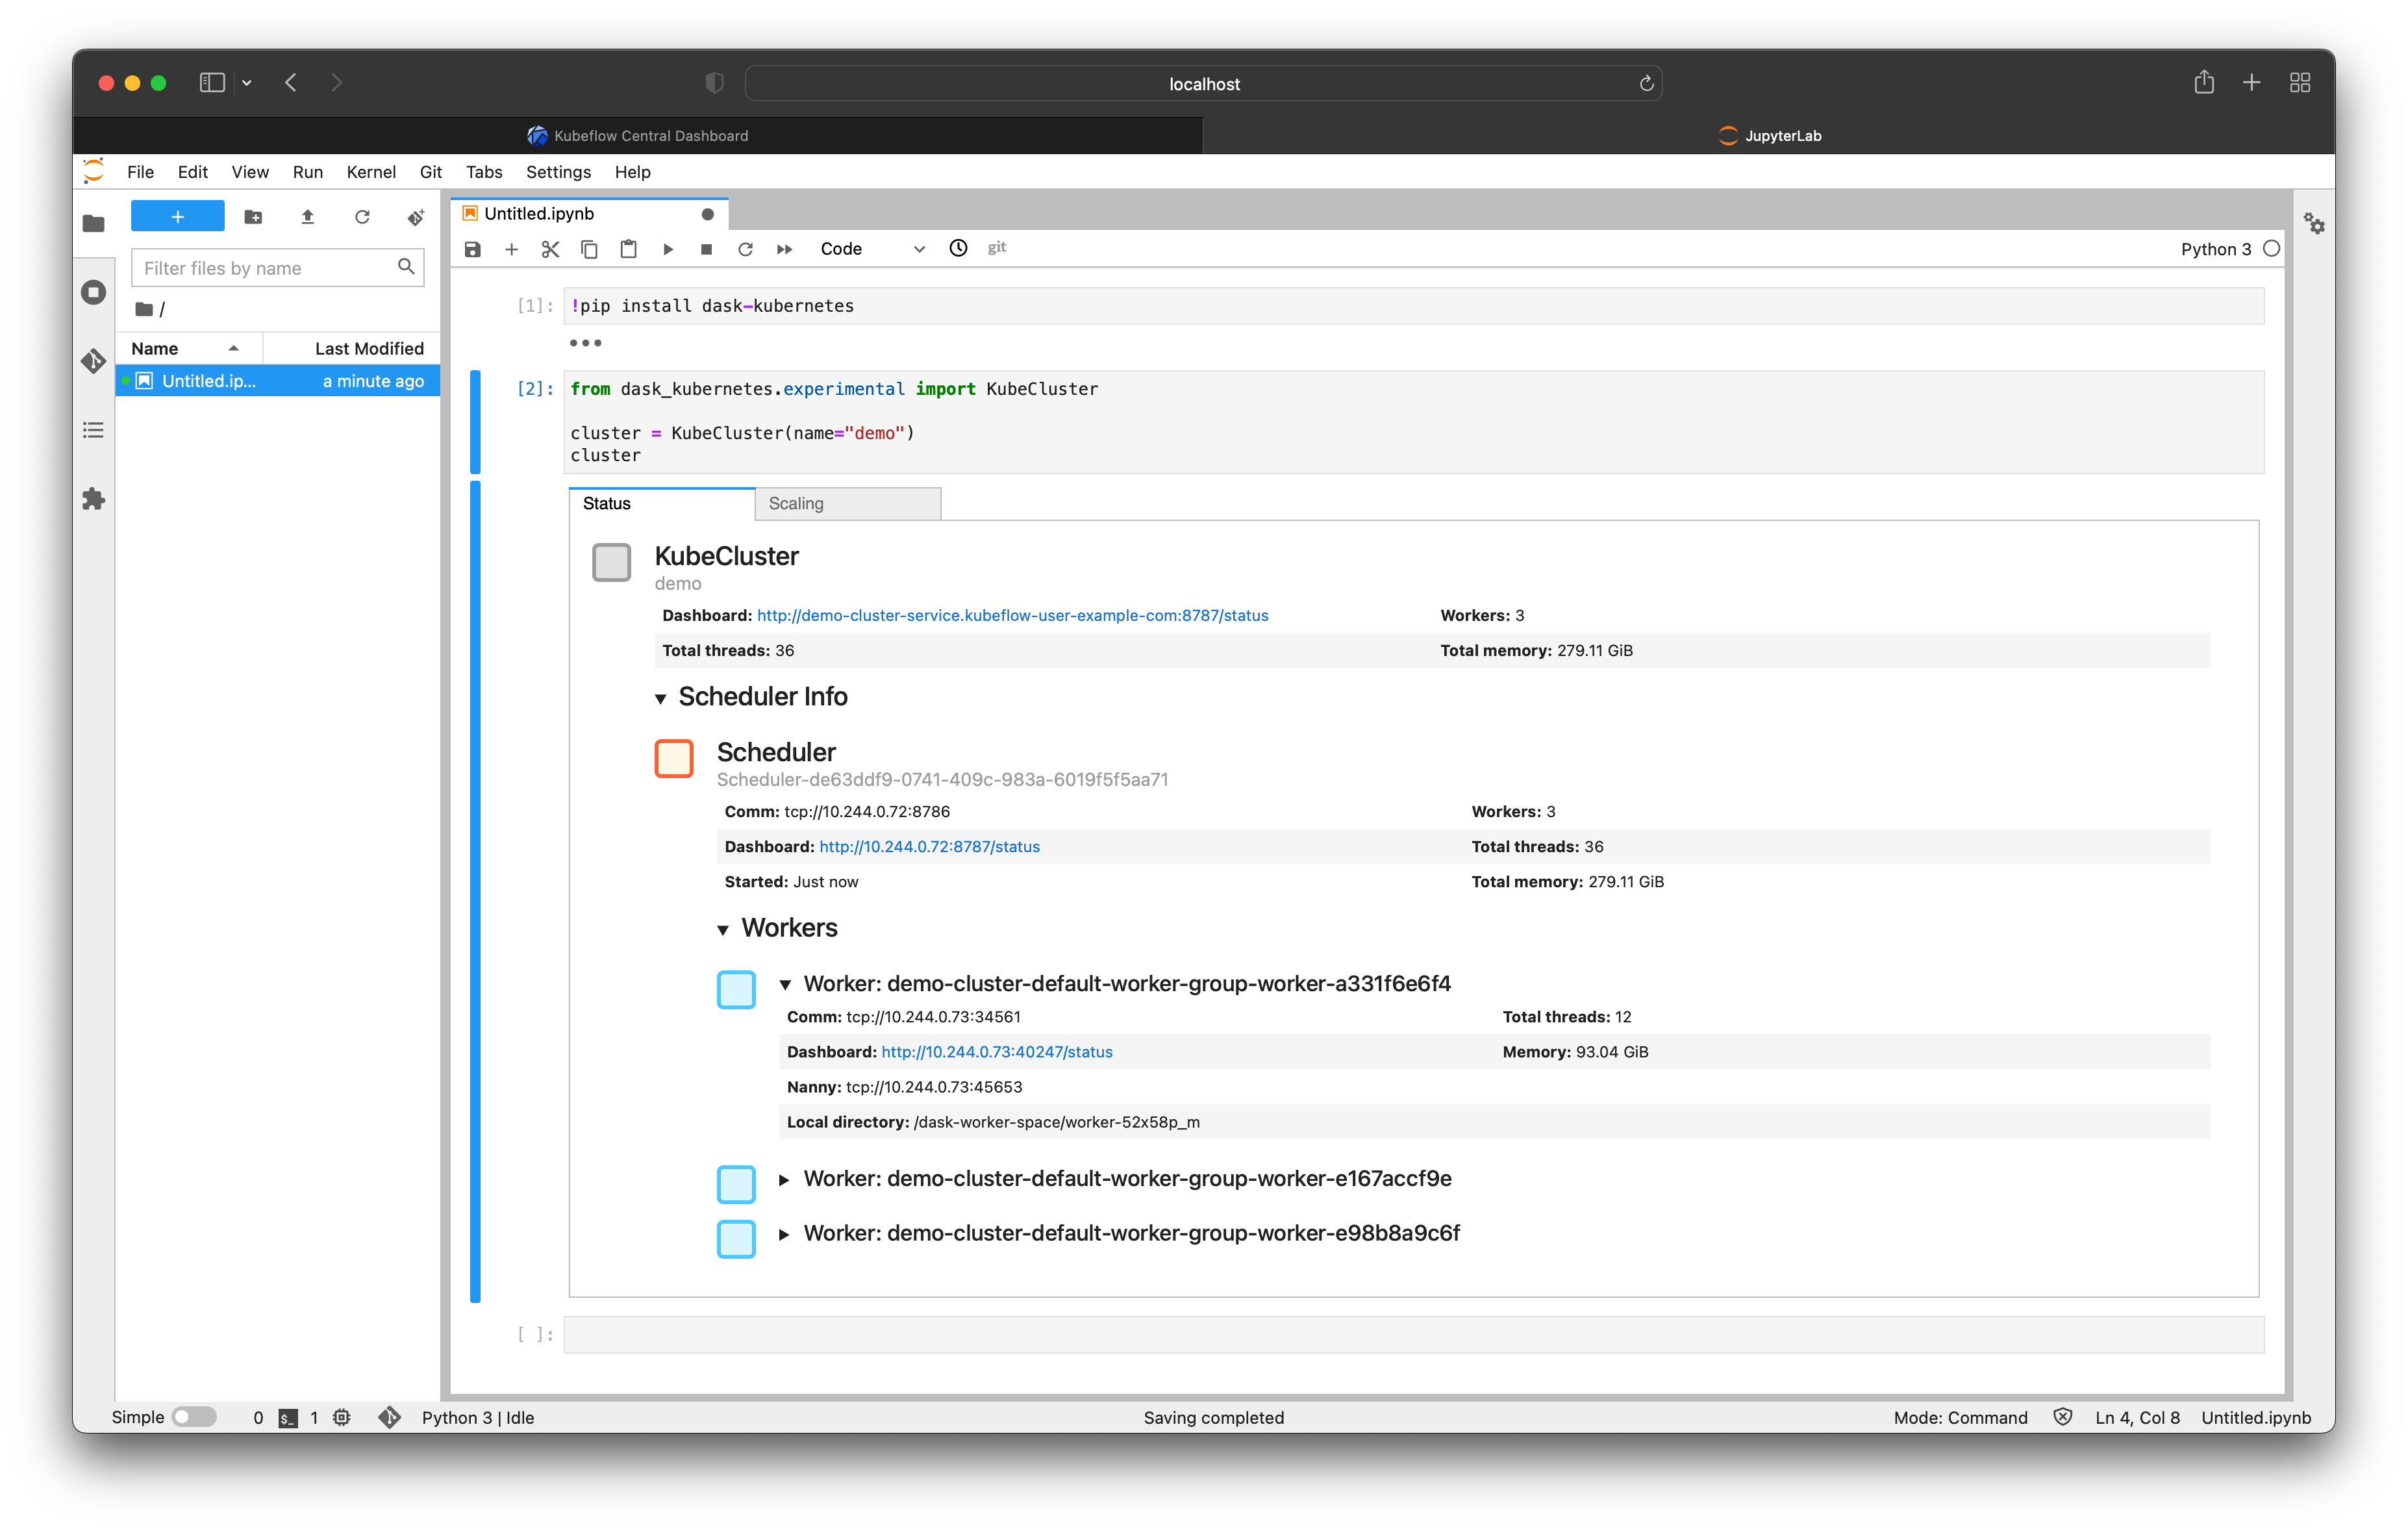 localhost
Kubeflow Central Dashboard
JupyterLab
File Edit View Run Kernel Git Tabs Settings Help
Filter files by name
/
Name Last Modified
Untitled.ip... a minute ago
Untitled.ipynb
Code git Python 3
[1]: !pip install dask-kubernetes
[2]: from dask_kubernetes.experimental import KubeCluster
cluster = KubeCluster(name="demo")
cluster
Status Scaling
KubeCluster
demo
Dashboard: http://demo-cluster-service.kubeflow-user-example-com:8787/status Workers: 3
Total threads: 36 Total memory: 279.11 GiB
Scheduler Info
Scheduler
Scheduler-de63ddf9-0741-409c-983a-6019f5f5aa71
Comm: tcp://10.244.0.72:8786 Workers: 3
Dashboard: http://10.244.0.72:8787/status Total threads: 36
Started: Just now Total memory: 279.11 GiB
Workers
Worker: demo-cluster-default-worker-group-worker-a331f6e6f4
Comm: tcp://10.244.0.73:34561 Total threads: 12
Dashboard: http://10.244.0.73:40247/status Memory: 93.04 GiB
Nanny: tcp://10.244.0.73:45653
Local directory: /dask-worker-space/worker-52x58p_m
Worker: demo-cluster-default-worker-group-worker-e167accf9e
Worker: demo-cluster-default-worker-group-worker-e98b8a9c6f
[ ]:
Simple 0 $_ 1 Python 3 | Idle Saving completed Mode: Command Ln 4, Col 8 Untitled.ipynb